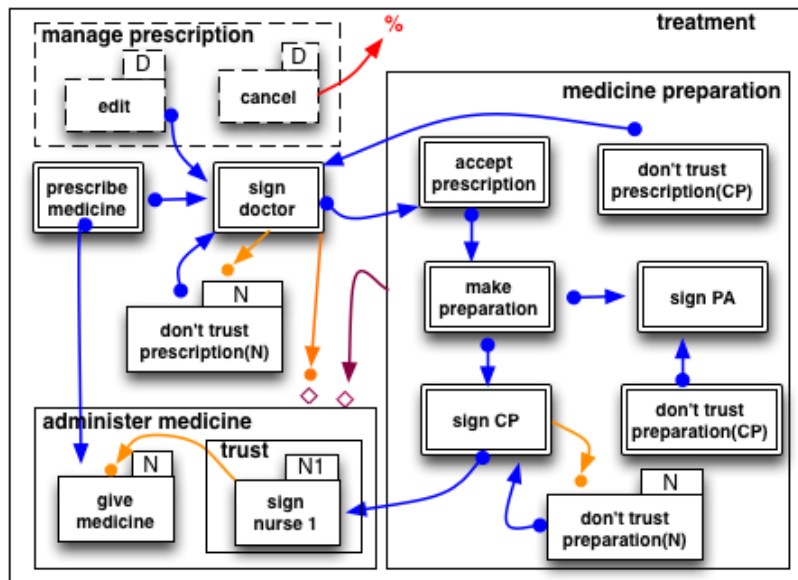 treatment
manage prescription
%
D
D
edit
cancel
medicine preparation
prescribe
medicine
sign
doctor
accept
prescription
don't trust
prescription(CP)
N
don't trust
prescription(N)
make
preparation
sign PA
administer medicine
trust
sign CP
don't trust
preparation(CP)
N
give
medicine
N1
sign
nurse 1
N
don't trust
preparation(N)